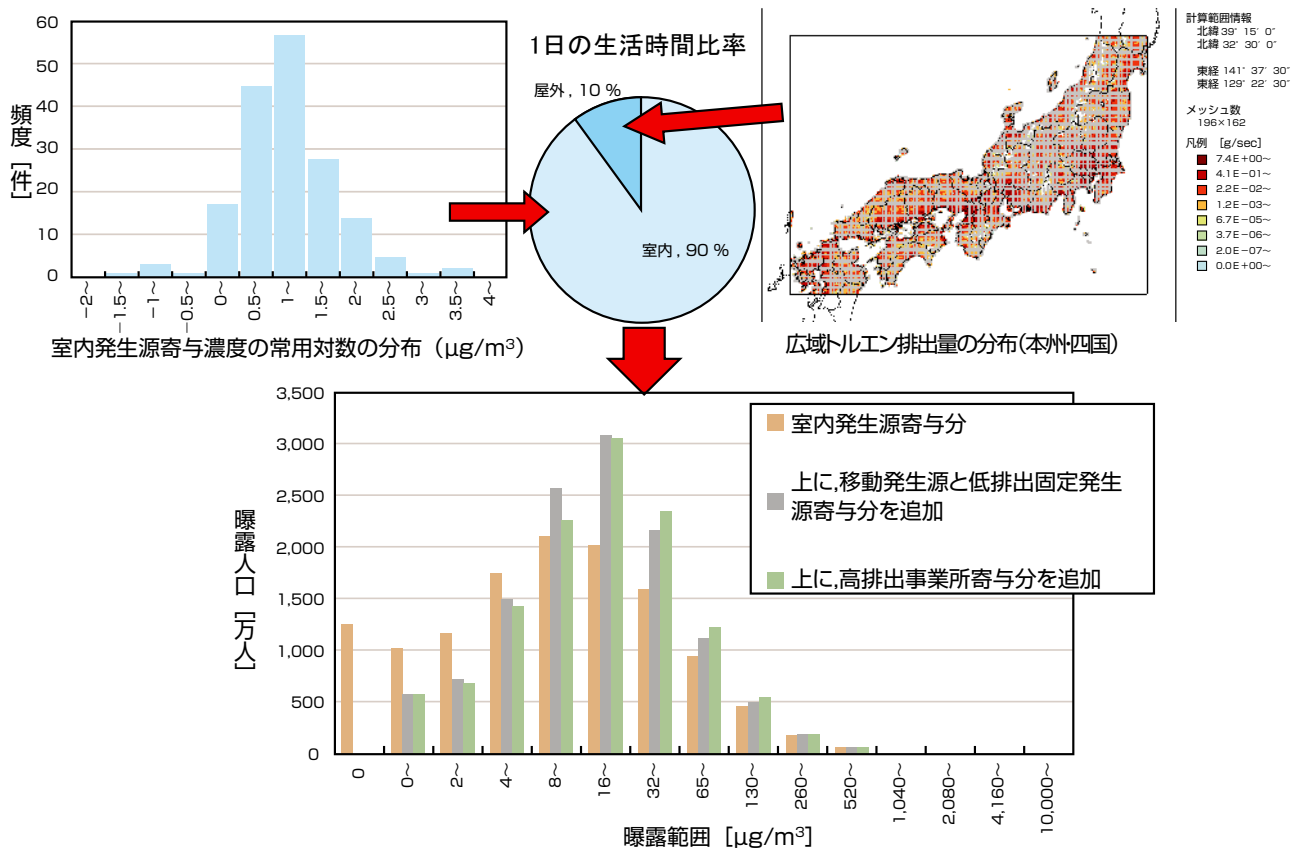 60
50
40
30
20
10
0
頻度[件]
−2〜
−1.5〜
−1〜
−0.5〜
0〜
0.5〜
1〜
1.5〜
2〜
2.5〜
3〜
3.5〜
4〜
室内発生源寄与濃度の常用対数の分布（μg/m³）
1日の生活時間比率
屋外, 10 %
室内, 90 %
計算範囲情報
北緯 39° 15′ 0″
北緯 32° 30′ 0″
東経 141° 37′ 30″
東経 129° 22′ 30″
メッシュ数
196×162
凡例 [g/sec]
7.4E+00〜
4.1E−01〜
2.2E−02〜
1.2E−03〜
6.7E−05〜
3.7E−06〜
2.0E−07〜
0.0E+00〜
広域トルエン排出量の分布(本州・四国)
3,500
3,000
2,500
2,000
1,500
1,000
500
0
曝露人口[万人]
室内発生源寄与分
上に,移動発生源と低排出固定発生
源寄与分を追加
上に,高排出事業所寄与分を追加
0
0〜
2〜
4〜
8〜
16〜
32〜
65〜
130〜
260〜
520〜
1,040〜
2,080〜
4,160〜
10,000〜
曝露範囲 [μg/m³]